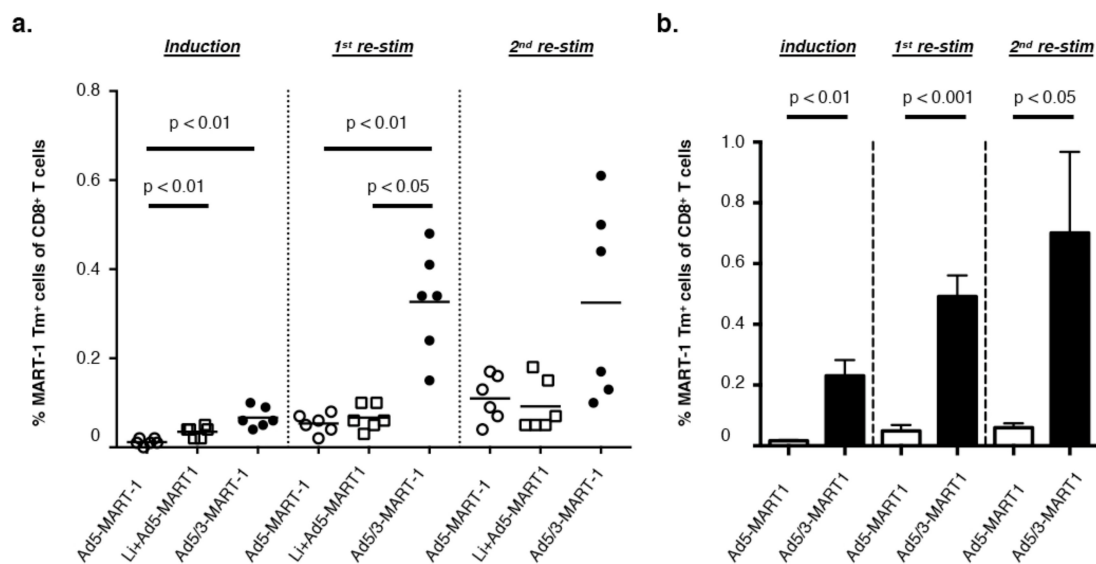 a.
Induction
1st re-stim
2nd re-stim
% MART-1 Tm+ cells of CD8+ T cells
0.8
0.6
0.4
0.2
0
p < 0.01
p < 0.01
p < 0.01
p < 0.05
Ad5-MART-1
Li+Ad5-MART1
Ad5/3-MART-1
Ad5-MART-1
Li+Ad5-MART1
Ad5/3-MART-1
Ad5-MART-1
Li+Ad5-MART1
Ad5/3-MART-1
b.
induction
1st re-stim
2nd re-stim
p < 0.01
p < 0.001
p < 0.05
% MART-1 Tm+ cells of CD8+ T cells
1.0
0.8
0.6
0.4
0.2
0
Ad5-MART1
Ad5/3-MART1
Ad5-MART1
Ad5/3-MART1
Ad5-MART1
Ad5/3-MART1